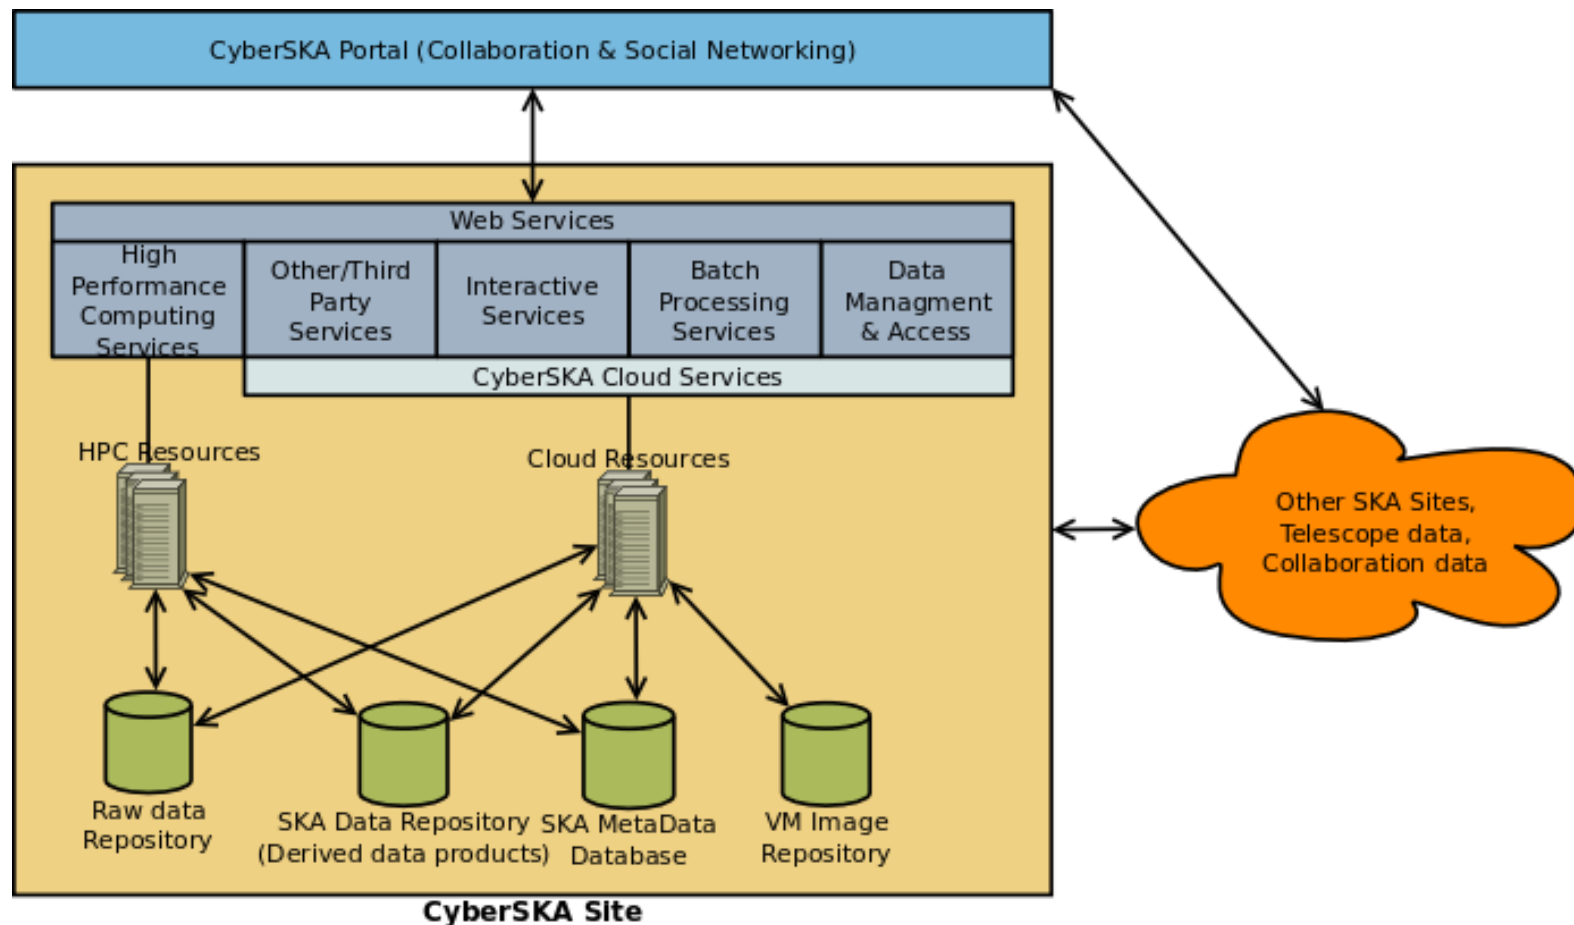 CyberSKA Portal (Collaboration & Social Networking)
Web Services
High
Performance
Computing
Services
Other/Third
Party
Services
Interactive
Services
Batch
Processing
Services
Data
Managment
& Access
CyberSKA Cloud Services
HPC Resources
Cloud Resources
Other SKA Sites,
Telescope data,
Collaboration data
Raw data
Repository
SKA Data Repository
(Derived data products)
SKA MetaData
Database
VM Image
Repository
CyberSKA Site